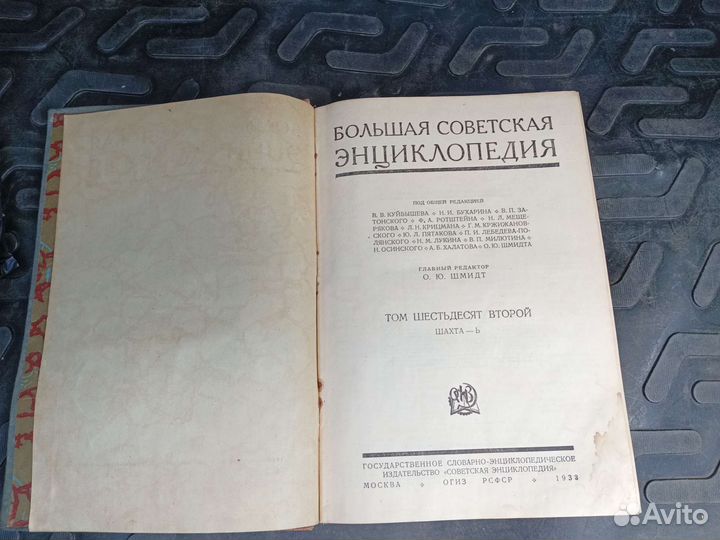 БОЛЬШАЯ СОВЕТСКАЯ
ЭНЦИКЛОПЕДИЯ
ПОД ОБЩЕЙ РЕДАКЦИЕЙ
В. В. КУЙБЫШЕВА ✦ Н. И. БУХАРИНА ✦ В. П. ЗА-
ТОНСКОГО ✦ Ф. А. РОТШТЕЙНА ✦ Н. Л. МЕЩЕ-
РЯКОВА ✦ Л. Н. КРИЦМАНА ✦ Г. М. КРЖИЖАНОВ-
СКОГО ✦ Ю. Л. ПЯТАКОВА ✦ П. И. ЛЕБЕДЕВА-ПО-
ЛЯНСКОГО ✦ Н. М. ЛУКИНА ✦ В. П. МИЛЮТИНА ✦
Н. ОСИНСКОГО ✦ А. Б. ХАЛАТОВА ✦ О. Ю. ШМИДТА
ГЛАВНЫЙ РЕДАКТОР
О. Ю. ШМИДТ
ТОМ ШЕСТЬДЕСЯТ ВТОРОЙ
ШАХТА — Ь
ГОСУДАРСТВЕННОЕ СЛОВАРНО-ЭНЦИКЛОПЕДИЧЕСКОЕ
ИЗДАТЕЛЬСТВО «СОВЕТСКАЯ ЭНЦИКЛОПЕДИЯ»
МОСКВА ✦ ОГИЗ РСФСР ✦ 1933
Avito